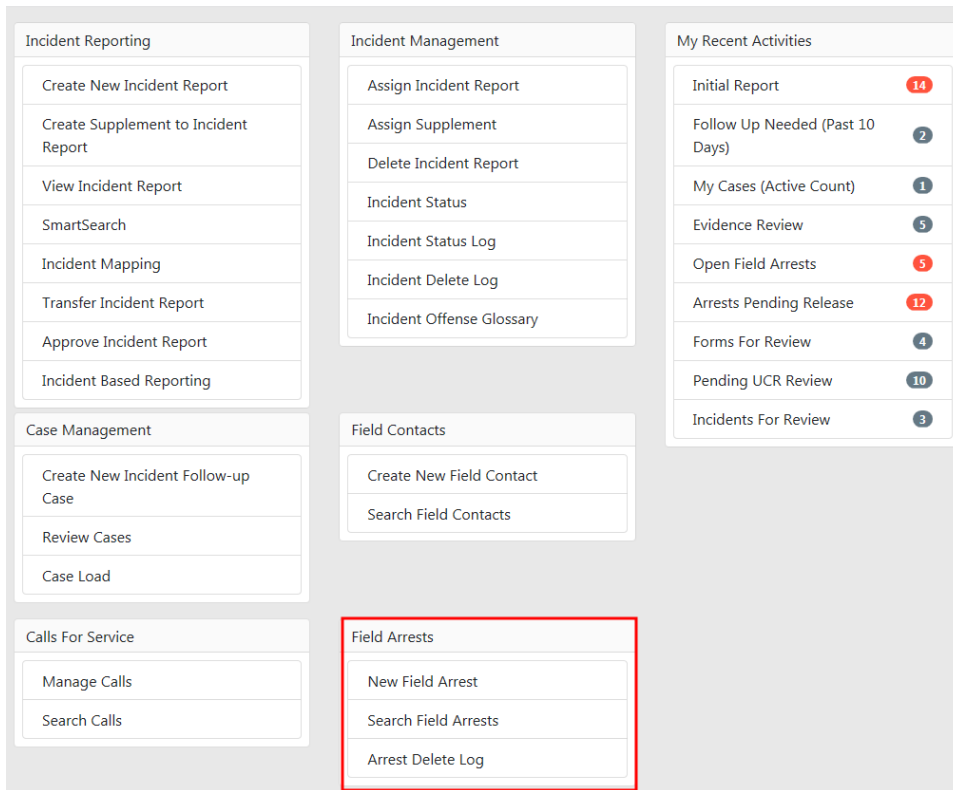 Incident Reporting
Create New Incident Report
Create Supplement to Incident
Report
View Incident Report
SmartSearch
Incident Mapping
Transfer Incident Report
Approve Incident Report
Incident Based Reporting
Incident Management
Assign Incident Report
Assign Supplement
Delete Incident Report
Incident Status
Incident Status Log
Incident Delete Log
Incident Offense Glossary
My Recent Activities
Initial Report 14
Follow Up Needed (Past 10
Days) 2
My Cases (Active Count) 1
Evidence Review 5
Open Field Arrests 5
Arrests Pending Release 12
Forms For Review 4
Pending UCR Review 10
Incidents For Review 3
Case Management
Create New Incident Follow-up
Case
Review Cases
Case Load
Field Contacts
Create New Field Contact
Search Field Contacts
Calls For Service
Manage Calls
Search Calls
Field Arrests
New Field Arrest
Search Field Arrests
Arrest Delete Log